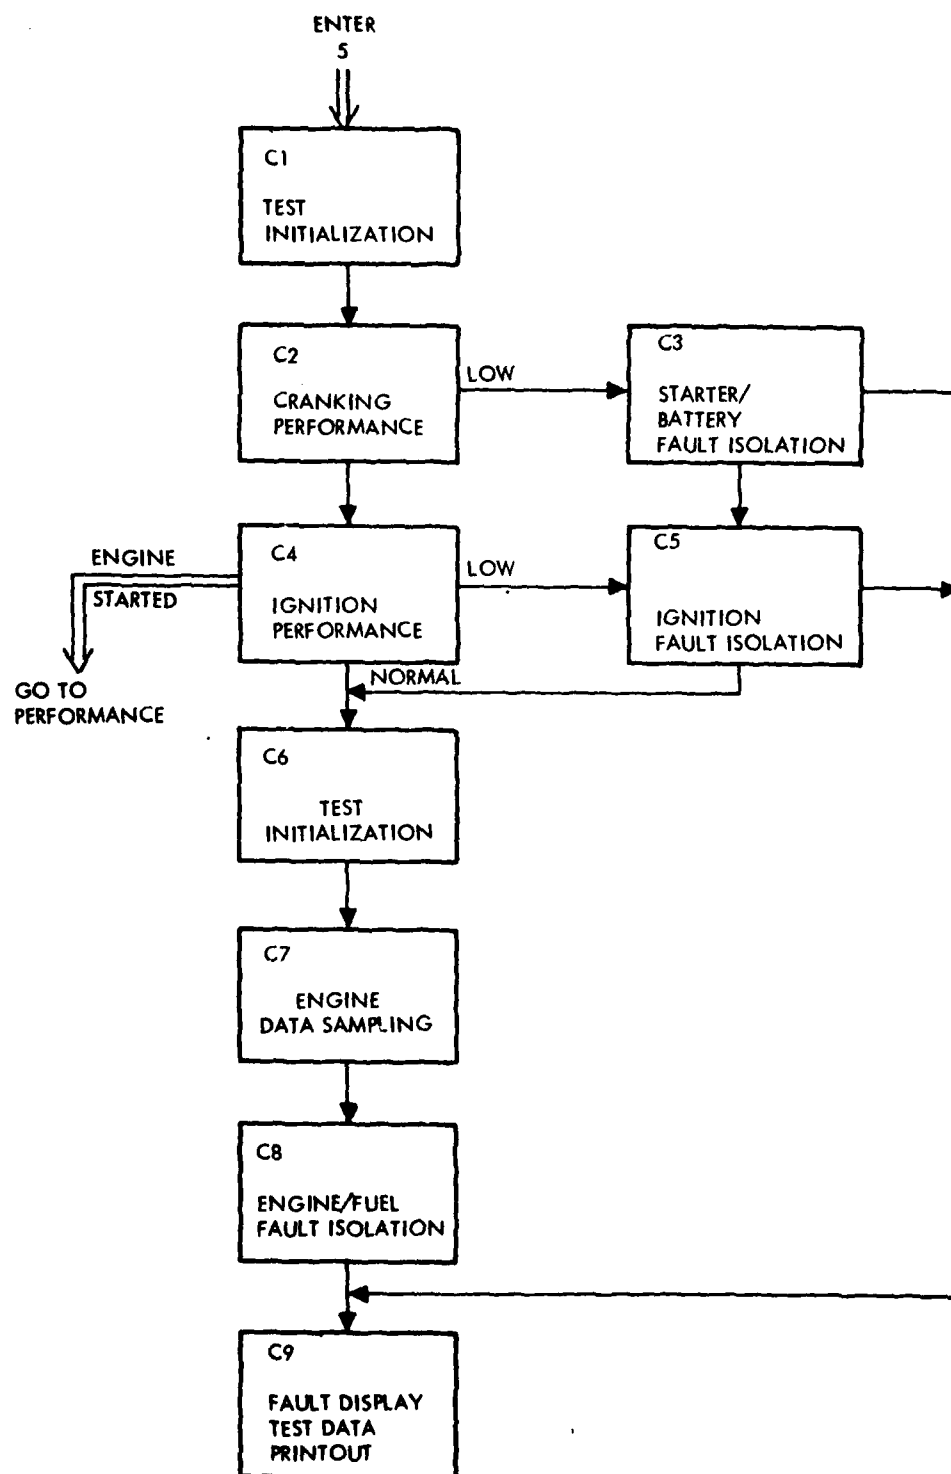 ENTER
5
C1
TEST
INITIALIZATION
C2
CRANKING
PERFORMANCE
LOW
C3
STARTER/
BATTERY
FAULT ISOLATION
ENGINE
STARTED
GO TO
PERFORMANCE
C4
IGNITION
PERFORMANCE
LOW
C5
IGNITION
FAULT ISOLATION
NORMAL
C6
TEST
INITIALIZATION
C7
ENGINE
DATA SAMPLING
C8
ENGINE/FUEL
FAULT ISOLATION
C9
FAULT DISPLAY
TEST DATA
PRINTOUT